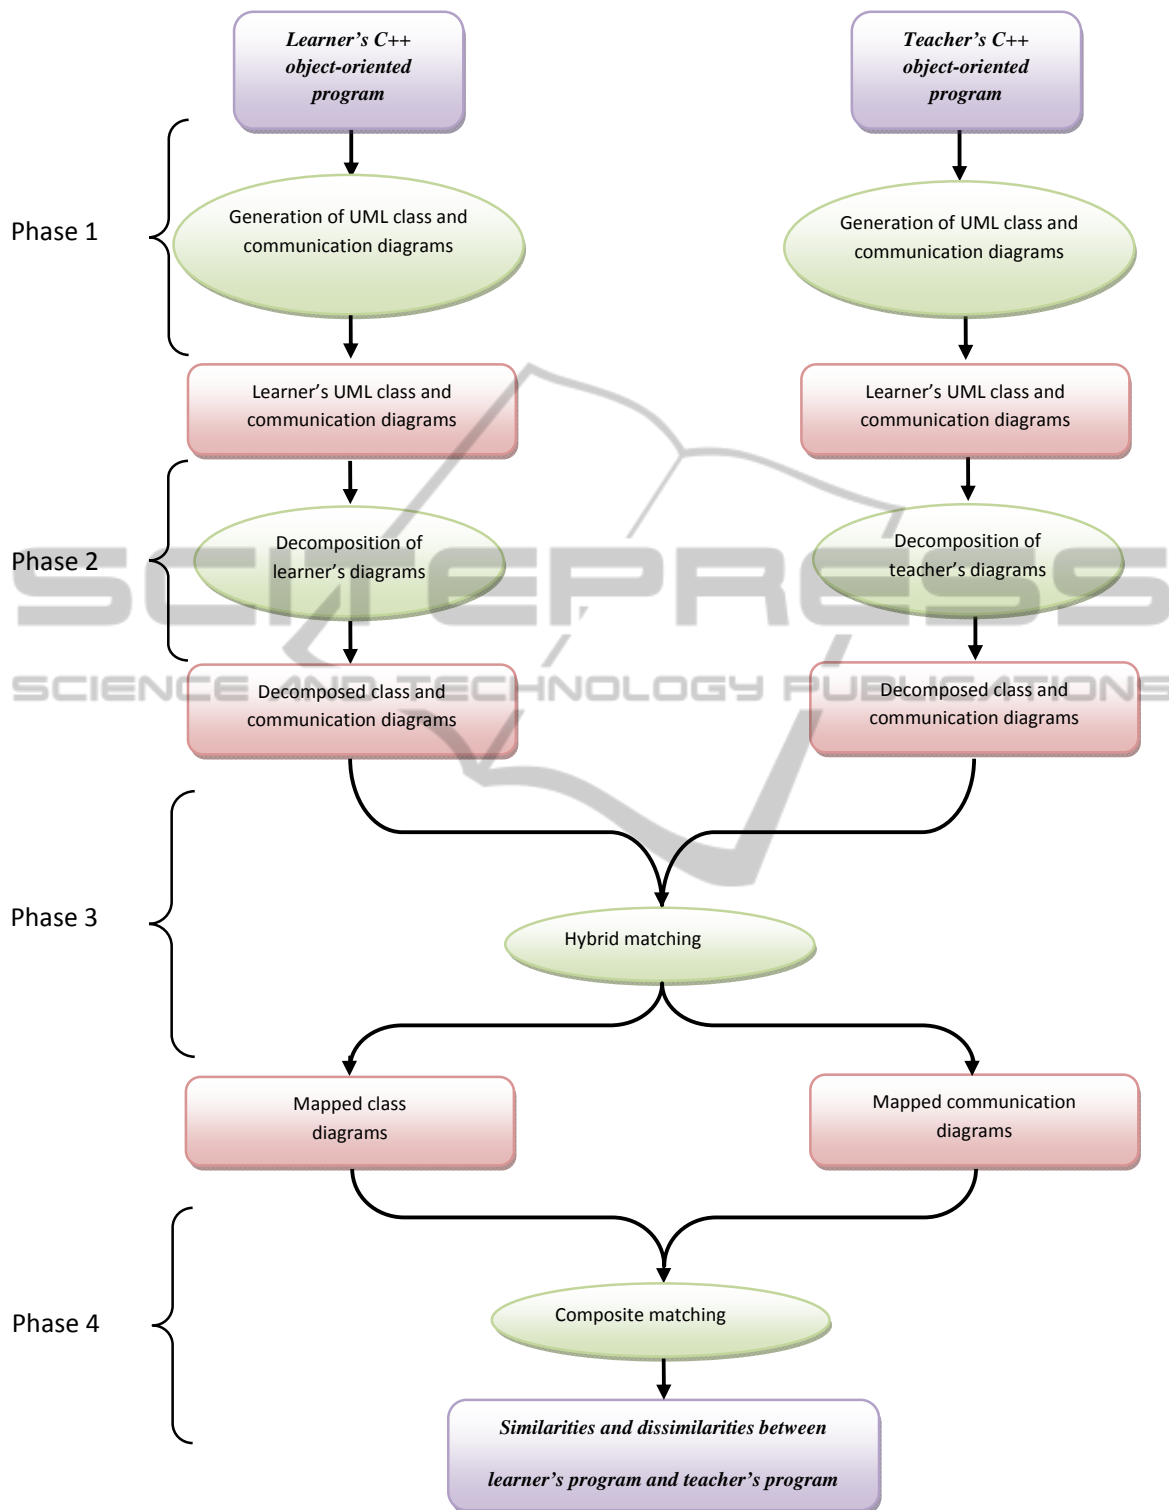 Learner's C++
object-oriented
program
Teacher's C++
object-oriented
program
Phase 1
Generation of UML class and
communication diagrams
Generation of UML class and
communication diagrams
Learner's UML class and
communication diagrams
Learner's UML class and
communication diagrams
Phase 2
Decomposition of
learner's diagrams
Decomposition of
teacher's diagrams
SCITEPRESS
SCIENCE AND TECHNOLOGY PUBLICATIONS
Decomposed class and
communication diagrams
Decomposed class and
communication diagrams
Phase 3
Hybrid matching
Mapped class
diagrams
Mapped communication
diagrams
Phase 4
Composite matching
Similarities and dissimilarities between
learner's program and teacher's program